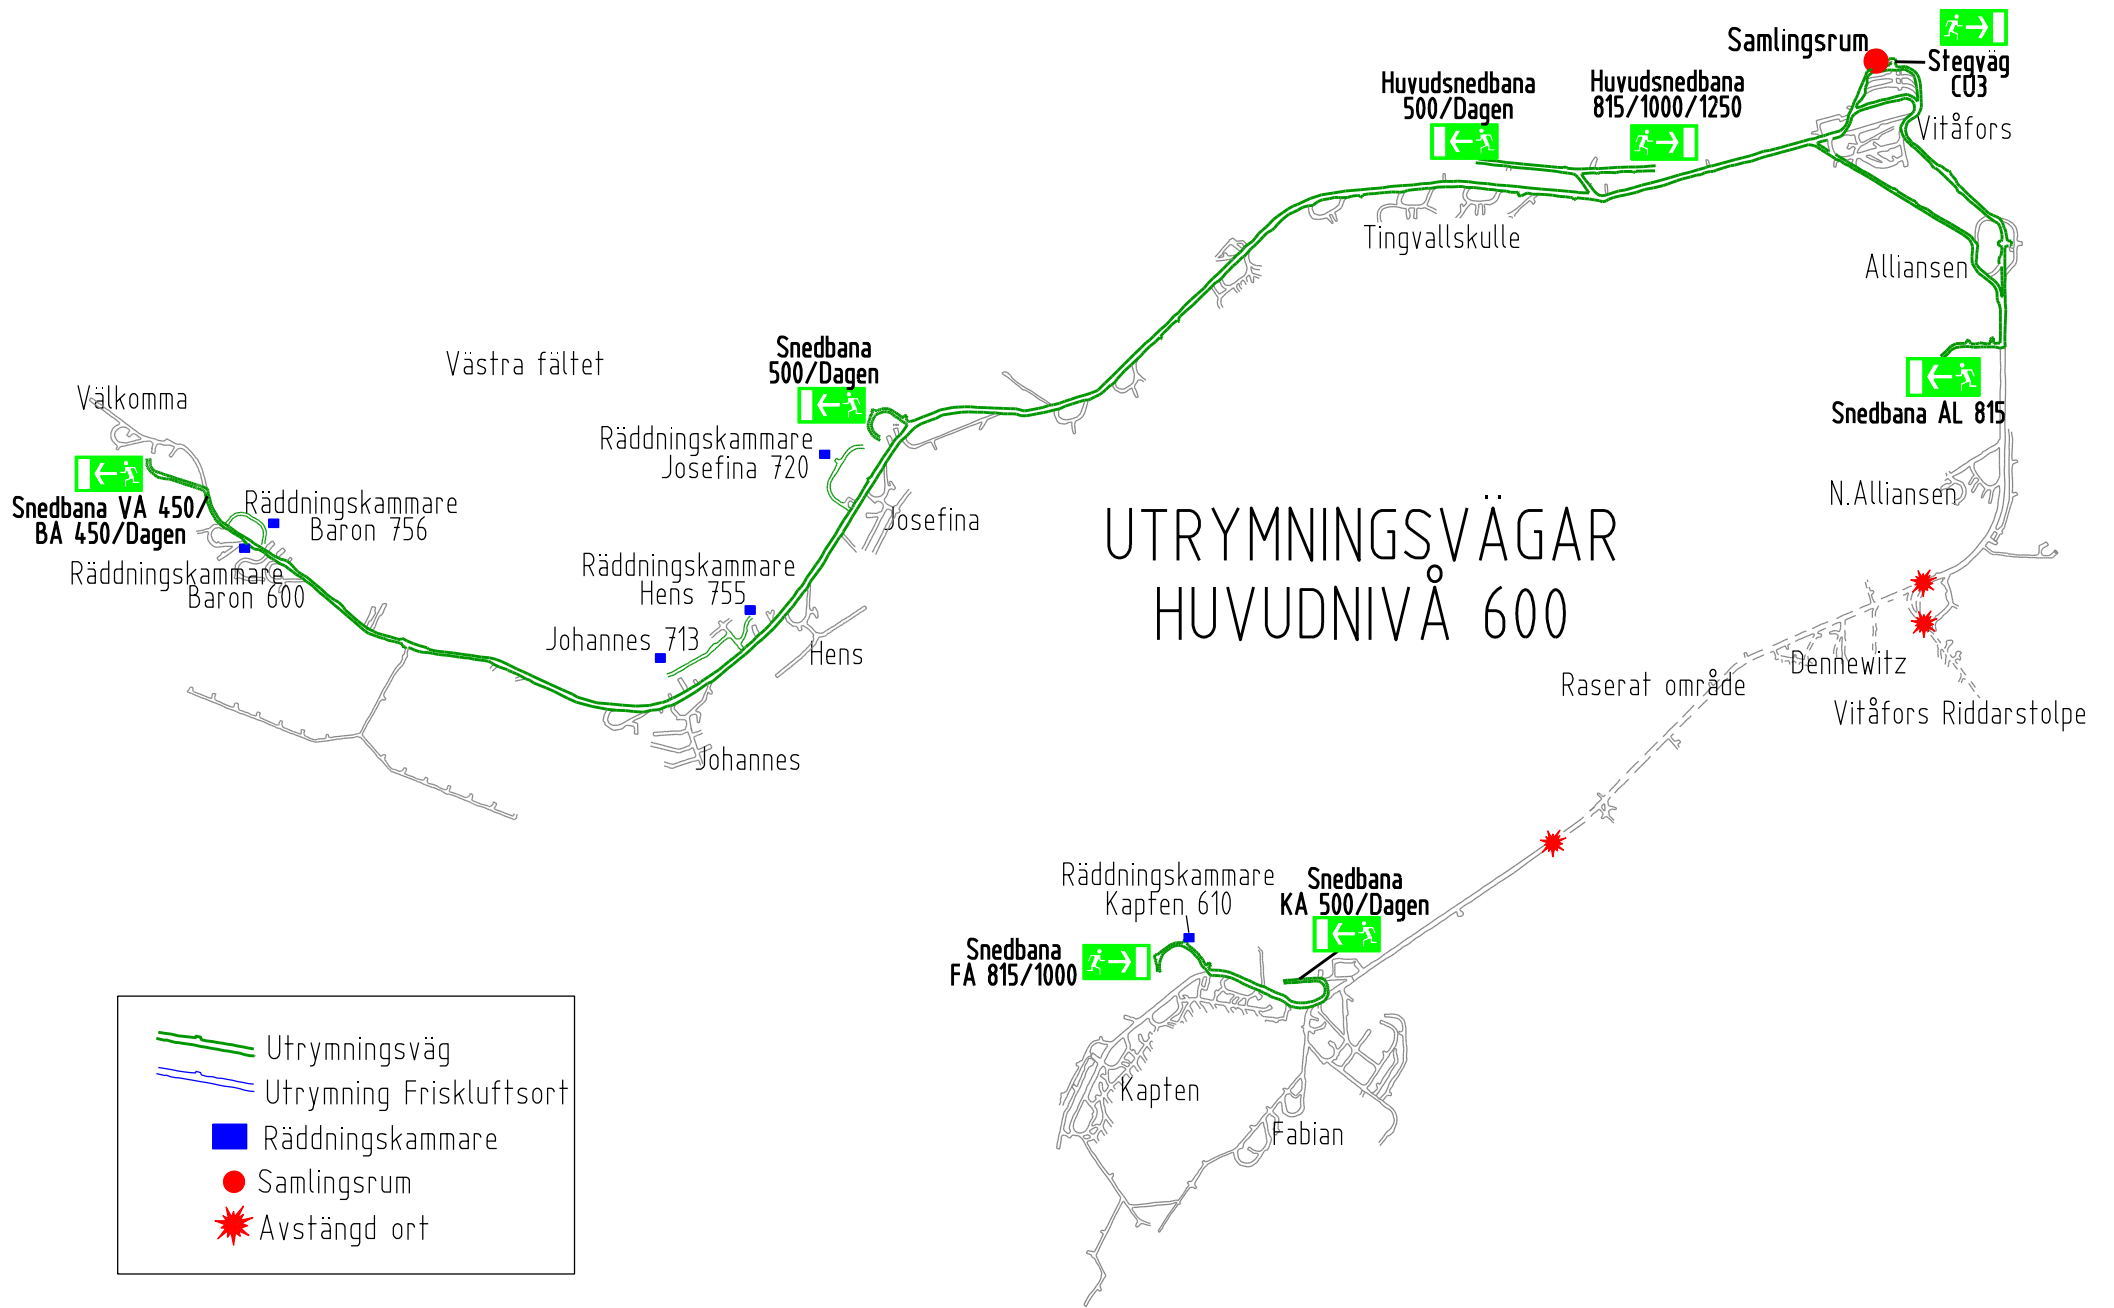 Samlingsrum
Stegväg
CO3
Huvudsnedbana
500/Dagen
Huvudsnedbana
815/1000/1250
Vitåfors
Tingvallskulle
Alliansen
Snedbana
500/Dagen
Västra fältet
Välkomma
Snedbana AL 815
Räddningskammare
Josefina 720
Räddningskammare
Baron 756
Snedbana VA 450/
BA 450/Dagen
N.Alliansen
Josefina
UTRYMNINGSVÄGAR
HUVUDNIVÅ 600
Räddningskammare
Baron 600
Räddningskammare
Hens 755
Johannes 713
Hens
Dennewitz
Raserat område
Vitåfors Riddarstolpe
Johannes
Räddningskammare
Kapten 610
Snedbana
KA 500/Dagen
Snedbana
FA 815/1000
Kapten
Fabian
Utrymningsväg
Utrymning Friskluftsort
Räddningskammare
Samlingsrum
Avstängd ort